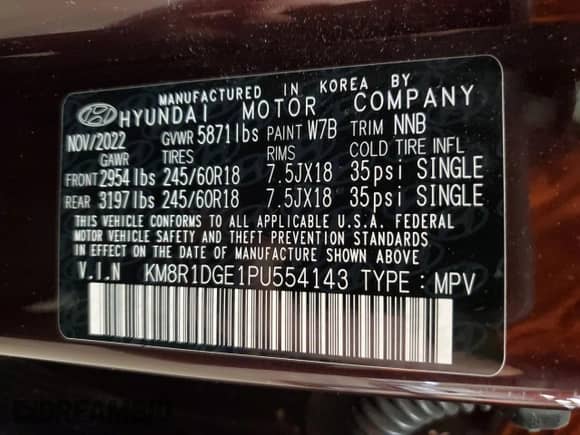 MANUFACTURED IN KOREA BY
HYUNDAI MOTOR COMPANY
NOV/2022 GVWR 5871lbs PAINT W7B TRIM NNB
GAWR TIRES RIMS COLD TIRE INFL
FRONT 2954lbs 245/60R18 7.5JX18 35psi SINGLE
REAR 3197lbs 245/60R18 7.5JX18 35psi SINGLE
THIS VEHICLE CONFORMS TO ALL APPLICABLE U.S.A. FEDERAL
MOTOR VEHICLE SAFETY AND THEFT PREVENTION STANDARDS
IN EFFECT ON THE DATE OF MANUFACTURE SHOWN ABOVE.
V.I.N KM8R1DGE1PU554143 TYPE : MPV